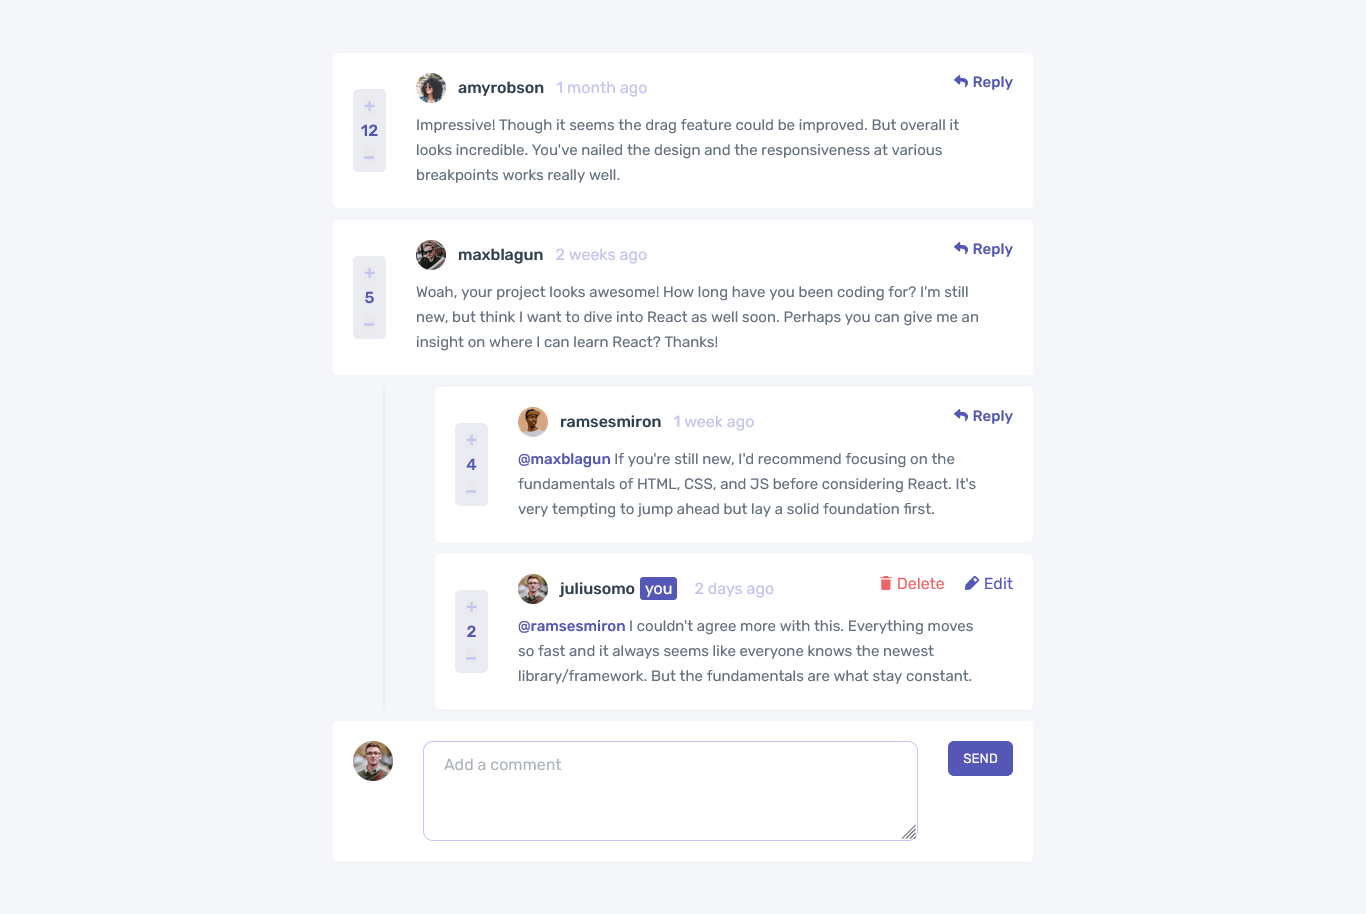 amyrobson 1 month ago Reply
+
12
–
Impressive! Though it seems the drag feature could be improved. But overall it
looks incredible. You've nailed the design and the responsiveness at various
breakpoints works really well.
maxblagun 2 weeks ago Reply
+
5
–
Woah, your project looks awesome! How long have you been coding for? I'm still
new, but think I want to dive into React as well soon. Perhaps you can give me an
insight on where I can learn React? Thanks!
ramsesmiron 1 week ago Reply
+
4
–
@maxblagun If you're still new, I'd recommend focusing on the
fundamentals of HTML, CSS, and JS before considering React. It's
very tempting to jump ahead but lay a solid foundation first.
juliusomo you 2 days ago Delete Edit
+
2
–
@ramsesmiron I couldn't agree more with this. Everything moves
so fast and it always seems like everyone knows the newest
library/framework. But the fundamentals are what stay constant.
Add a comment
SEND